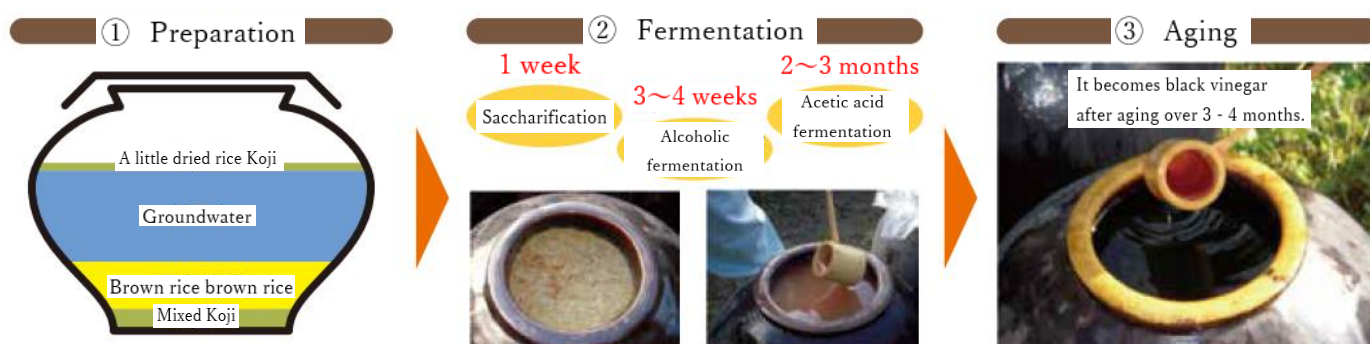 ① Preparation
A little dried rice Koji
Groundwater
Brown rice brown rice
Mixed Koji
② Fermentation
1 week
Saccharification
3〜4 weeks
Alcoholic
fermentation
2〜3 months
Acetic acid
fermentation
③ Aging
It becomes black vinegar
after aging over 3 - 4 months.